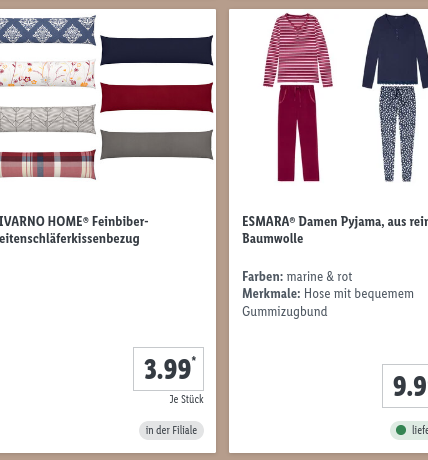 IVARNO HOME® Feinbiber-
eitenschläferkissenbezug
3.99*
Je Stück
in der Filiale
ESMARA® Damen Pyjama, aus rein
Baumwolle
Farben: marine & rot
Merkmale: Hose mit bequemem
Gummizugbund
9.9
liefe